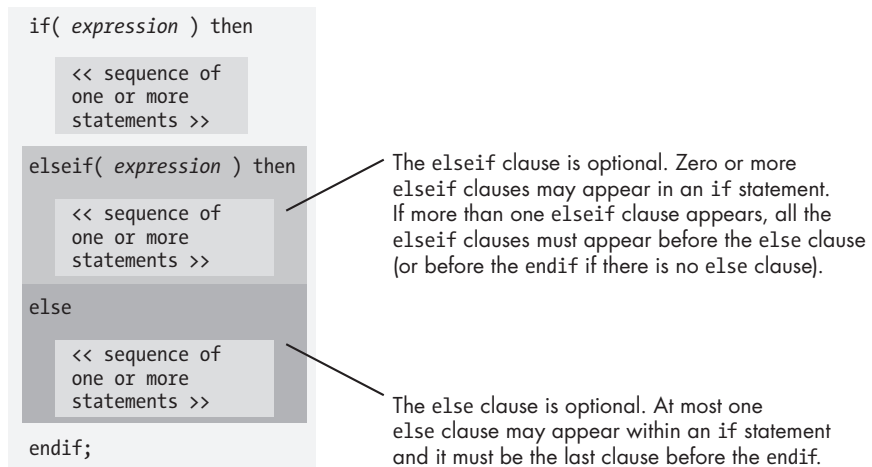 if( expression ) then
<< sequence of
one or more
statements >>
elseif( expression ) then
<< sequence of
one or more
statements >>
The elseif clause is optional. Zero or more
elseif clauses may appear in an if statement.
If more than one elseif clause appears, all the
elseif clauses must appear before the else clause
(or before the endif if there is no else clause).
else
<< sequence of
one or more
statements >>
The else clause is optional. At most one
else clause may appear within an if statement
and it must be the last clause before the endif.
endif;